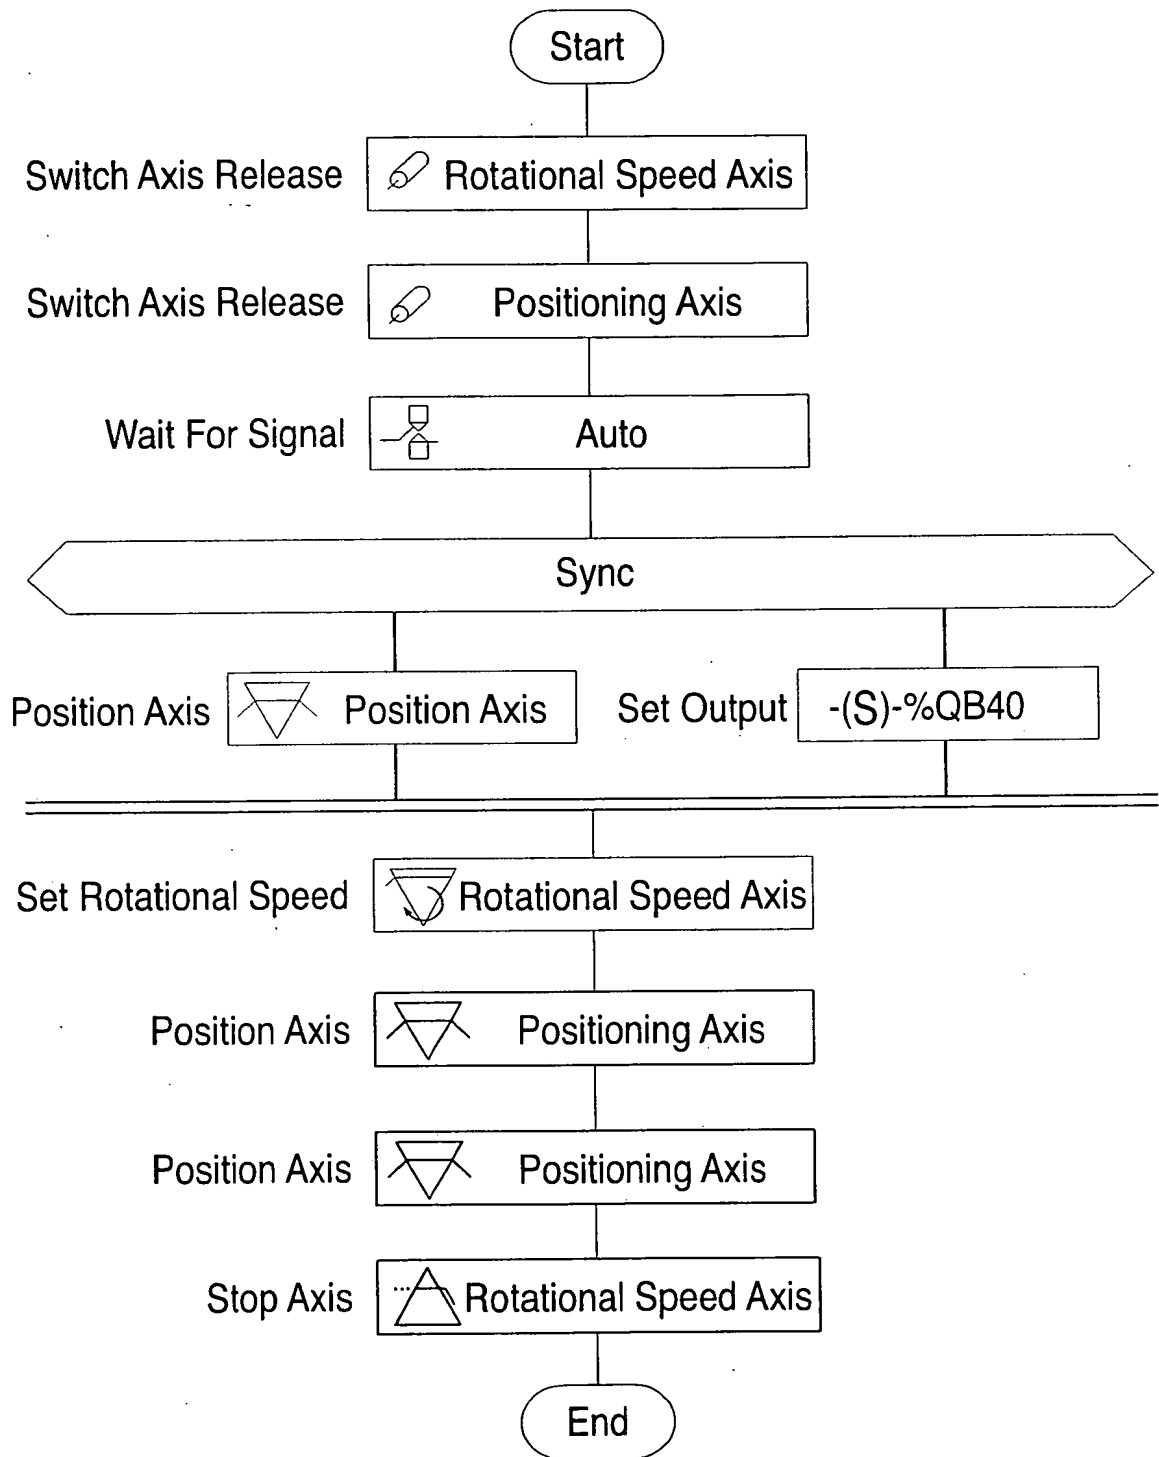 Start
Switch Axis Release
Rotational Speed Axis
Switch Axis Release
Positioning Axis
Wait For Signal
Auto
Sync
Position Axis
Position Axis
Set Output
-(S)-%QB40
Set Rotational Speed
Rotational Speed Axis
Position Axis
Positioning Axis
Position Axis
Positioning Axis
Stop Axis
Rotational Speed Axis
End